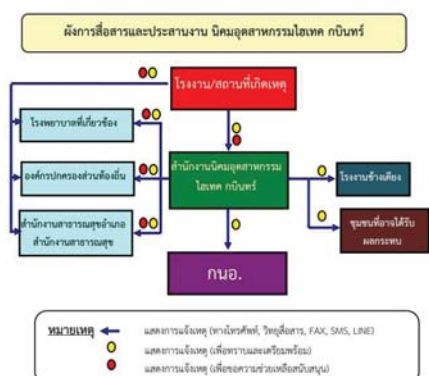 ผังการสื่อสารและประสานงาน นิคมอุตสาหกรรมไฮเทค กบินทร์
โรงงาน/สถานที่เกิดเหตุ
โรงพยาบาลที่เกี่ยวข้อง
องค์กรปกครองส่วนท้องถิ่น
สำนักงานสาธารณสุขอำเภอ
สำนักงานสาธารณสุข
สำนักงานนิคมอุตสาหกรรม
ไฮเทค กบินทร์
โรงงานข้างเคียง
ชุมชนที่อาจได้รับ
ผลกระทบ
กนอ.
หมายเหตุ
แสดงการแจ้งเหตุ (ทางโทรศัพท์, วิทยุสื่อสาร, FAX, SMS, LINE)
แสดงการแจ้งเหตุ (เพื่อทราบและเตรียมพร้อม)
แสดงการแจ้งเหตุ (เพื่อขอความช่วยเหลือสนับสนุน)